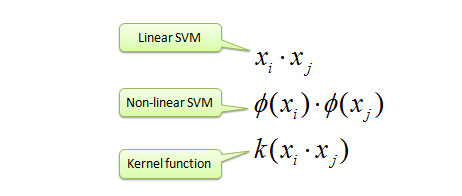 Linear SVM
x_i · x_j
Non-linear SVM
ϕ(x_i) · ϕ(x_j)
Kernel function
k(x_i · x_j)